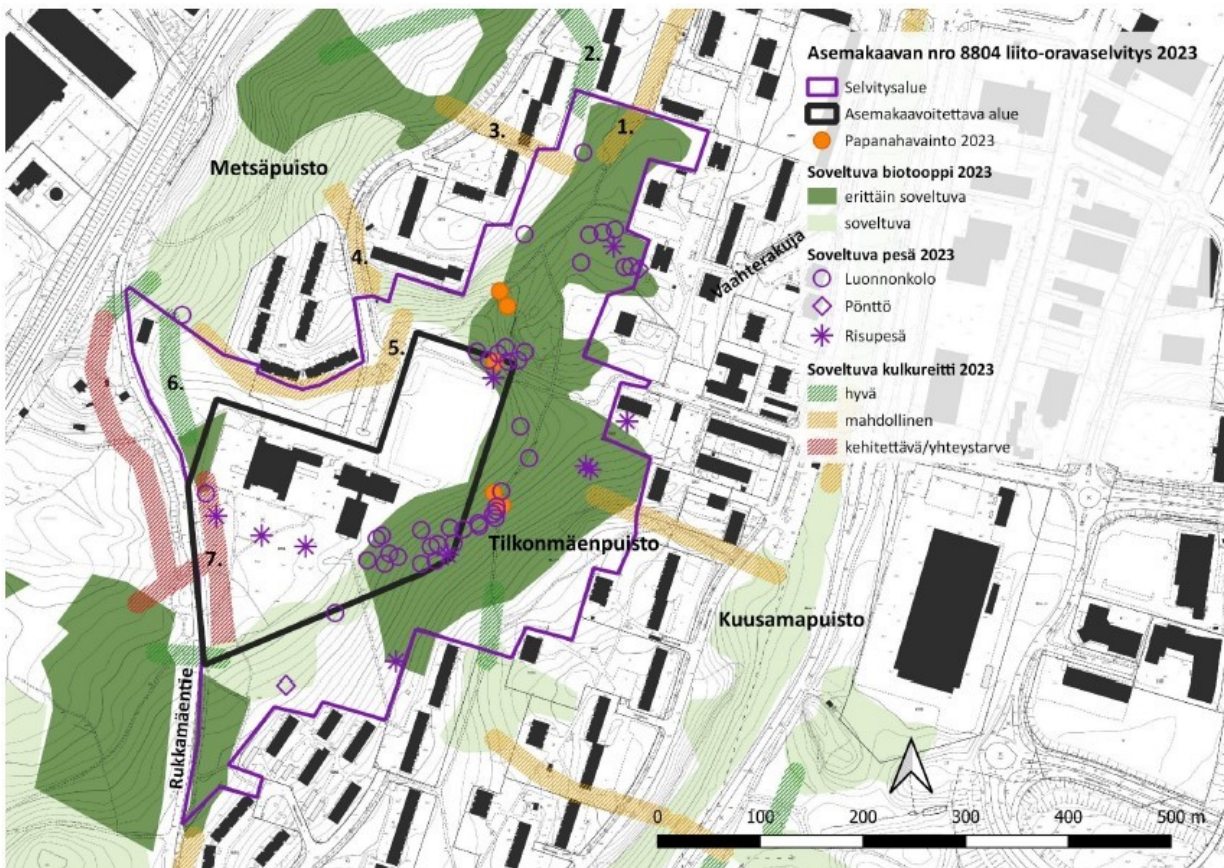 Asemakaavan nro 8804 liito-oravaselvitys 2023
Selvitysalue
Asemakaavoitettava alue
Papanahavainto 2023
Soveltuva biotooppi 2023
erittäin soveltuva
soveltuva
Soveltuva pesä 2023
Luonnonkolo
Pönttö
Risupesä
Soveltuva kulkureitti 2023
hyvä
mahdollinen
kehitettävä/yhteystarve
2.
1.
3.
Metsäpuisto
4.
Vaahterakuja
5.
6.
7.
Tilkonmäenpuisto
Kuusamapuisto
Rukkamäentie
0 100 200 300 400 500 m